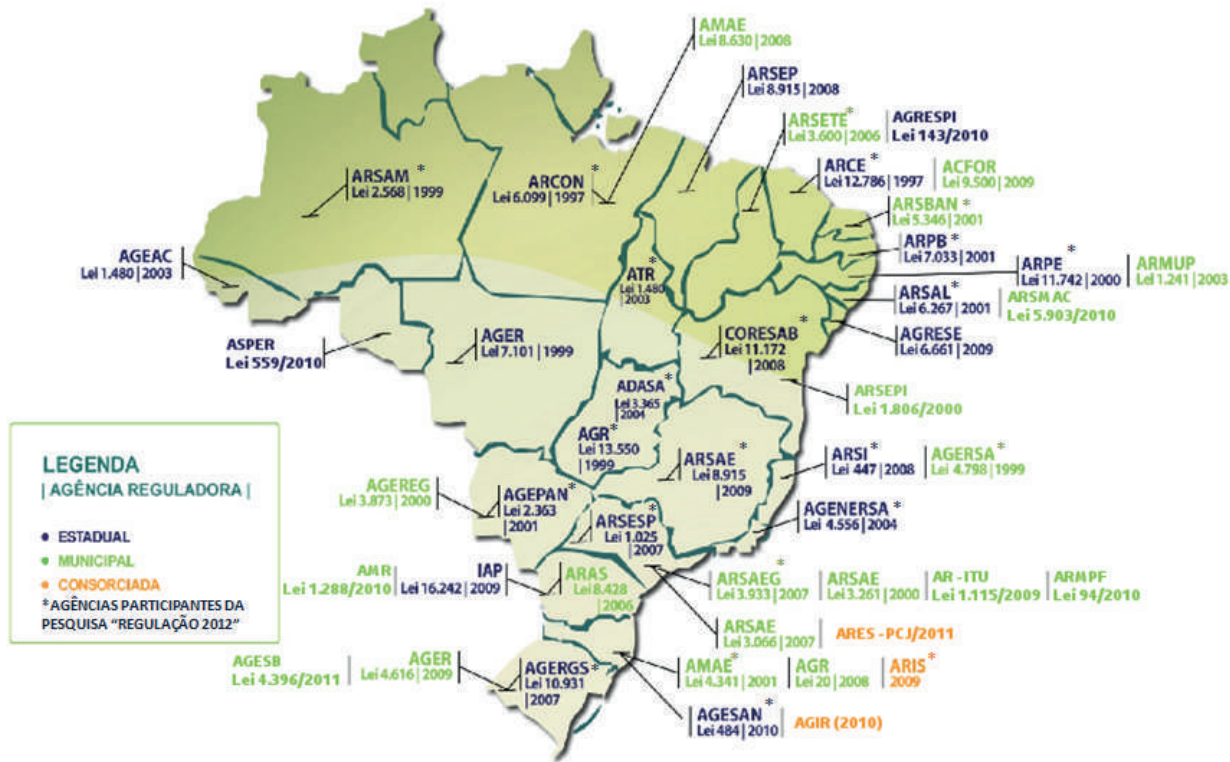 AMAE
Lei 8.630 | 2008
ARSEP
Lei 8.915 | 2008
ARSETE*
Lei 3.600 | 2006
AGRESPI
Lei 143/2010
ARSAM*
Lei 2.568 | 1999
ARCON*
Lei 6.099 | 1997
ARCE*
Lei 12.786 | 1997
ACFOR
Lei 9.500 | 2009
ARSBAN*
Lei 5.346 | 2001
AGEAC
Lei 1.480 | 2003
ATR*
Lei 1.480
| 2003
ARPB*
Lei 7.033 | 2001
ARPE*
Lei 11.742 | 2000
ARMUP
Lei 1.241 | 2003
ARSAL*
Lei 6.267 | 2001
ARSMAC
Lei 5.903/2010
ASPER
Lei 559/2010
AGER
Lei 7.101 | 1999
CORESAB*
Lei 11.172
| 2008
AGRESE
Lei 6.661 | 2009
ADASA*
Lei 3.365
2004
ARSEPI
Lei 1.806/2000
AGR*
Lei 13.550
| 1999
ARSAE*
Lei 8.915
| 2009
ARSI*
Lei 447 | 2008
AGERSA*
Lei 4.798 | 1999
LEGENDA
| AGÊNCIA REGULADORA |
• ESTADUAL
• MUNICIPAL
• CONSORCIADA
*AGÊNCIAS PARTICIPANTES DA
PESQUISA “REGULAÇÃO 2012”
AGEREG
Lei 3.873 | 2000
AGEPAN*
Lei 2.363
| 2001
ARSESP*
Lei 1.025
| 2007
AGENERSA*
Lei 4.556 | 2004
AMR
Lei 1.288/2010
IAP
Lei 16.242 | 2009
ARAS
Lei 8.428
| 2006
ARSAEG*
Lei 3.933 | 2007
ARSAE
Lei 3.261 | 2000
AR -ITU
Lei 1.115/2009
ARMPF
Lei 94/2010
ARSAE
Lei 3.066 | 2007
ARES -PCJ/2011
AGESB
Lei 4.396/2011
AGER
Lei 4.616 | 2009
AGERGS*
Lei 10.931
| 2007
AMAE*
Lei 4.341 | 2001
AGR
Lei 20 | 2008
ARIS*
2009
AGESAN*
Lei 484 | 2010
AGIR (2010)